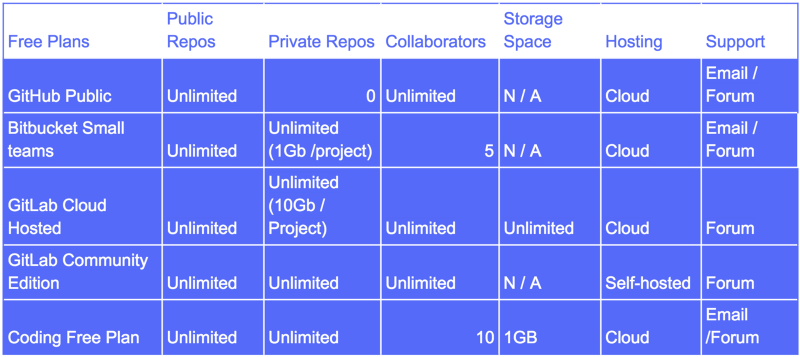 Free Plans
Public
Repos
Private Repos
Collaborators
Storage
Space
Hosting
Support
GitHub Public
Unlimited
0
Unlimited
N / A
Cloud
Email /
Forum
Bitbucket Small
teams
Unlimited
Unlimited
(1Gb /project)
5
N / A
Cloud
Email /
Forum
GitLab Cloud
Hosted
Unlimited
Unlimited
(10Gb /
Project)
Unlimited
Unlimited
Cloud
Forum
GitLab Community
Edition
Unlimited
Unlimited
Unlimited
N / A
Self-hosted
Forum
Coding Free Plan
Unlimited
Unlimited
10
1GB
Cloud
Email
/Forum